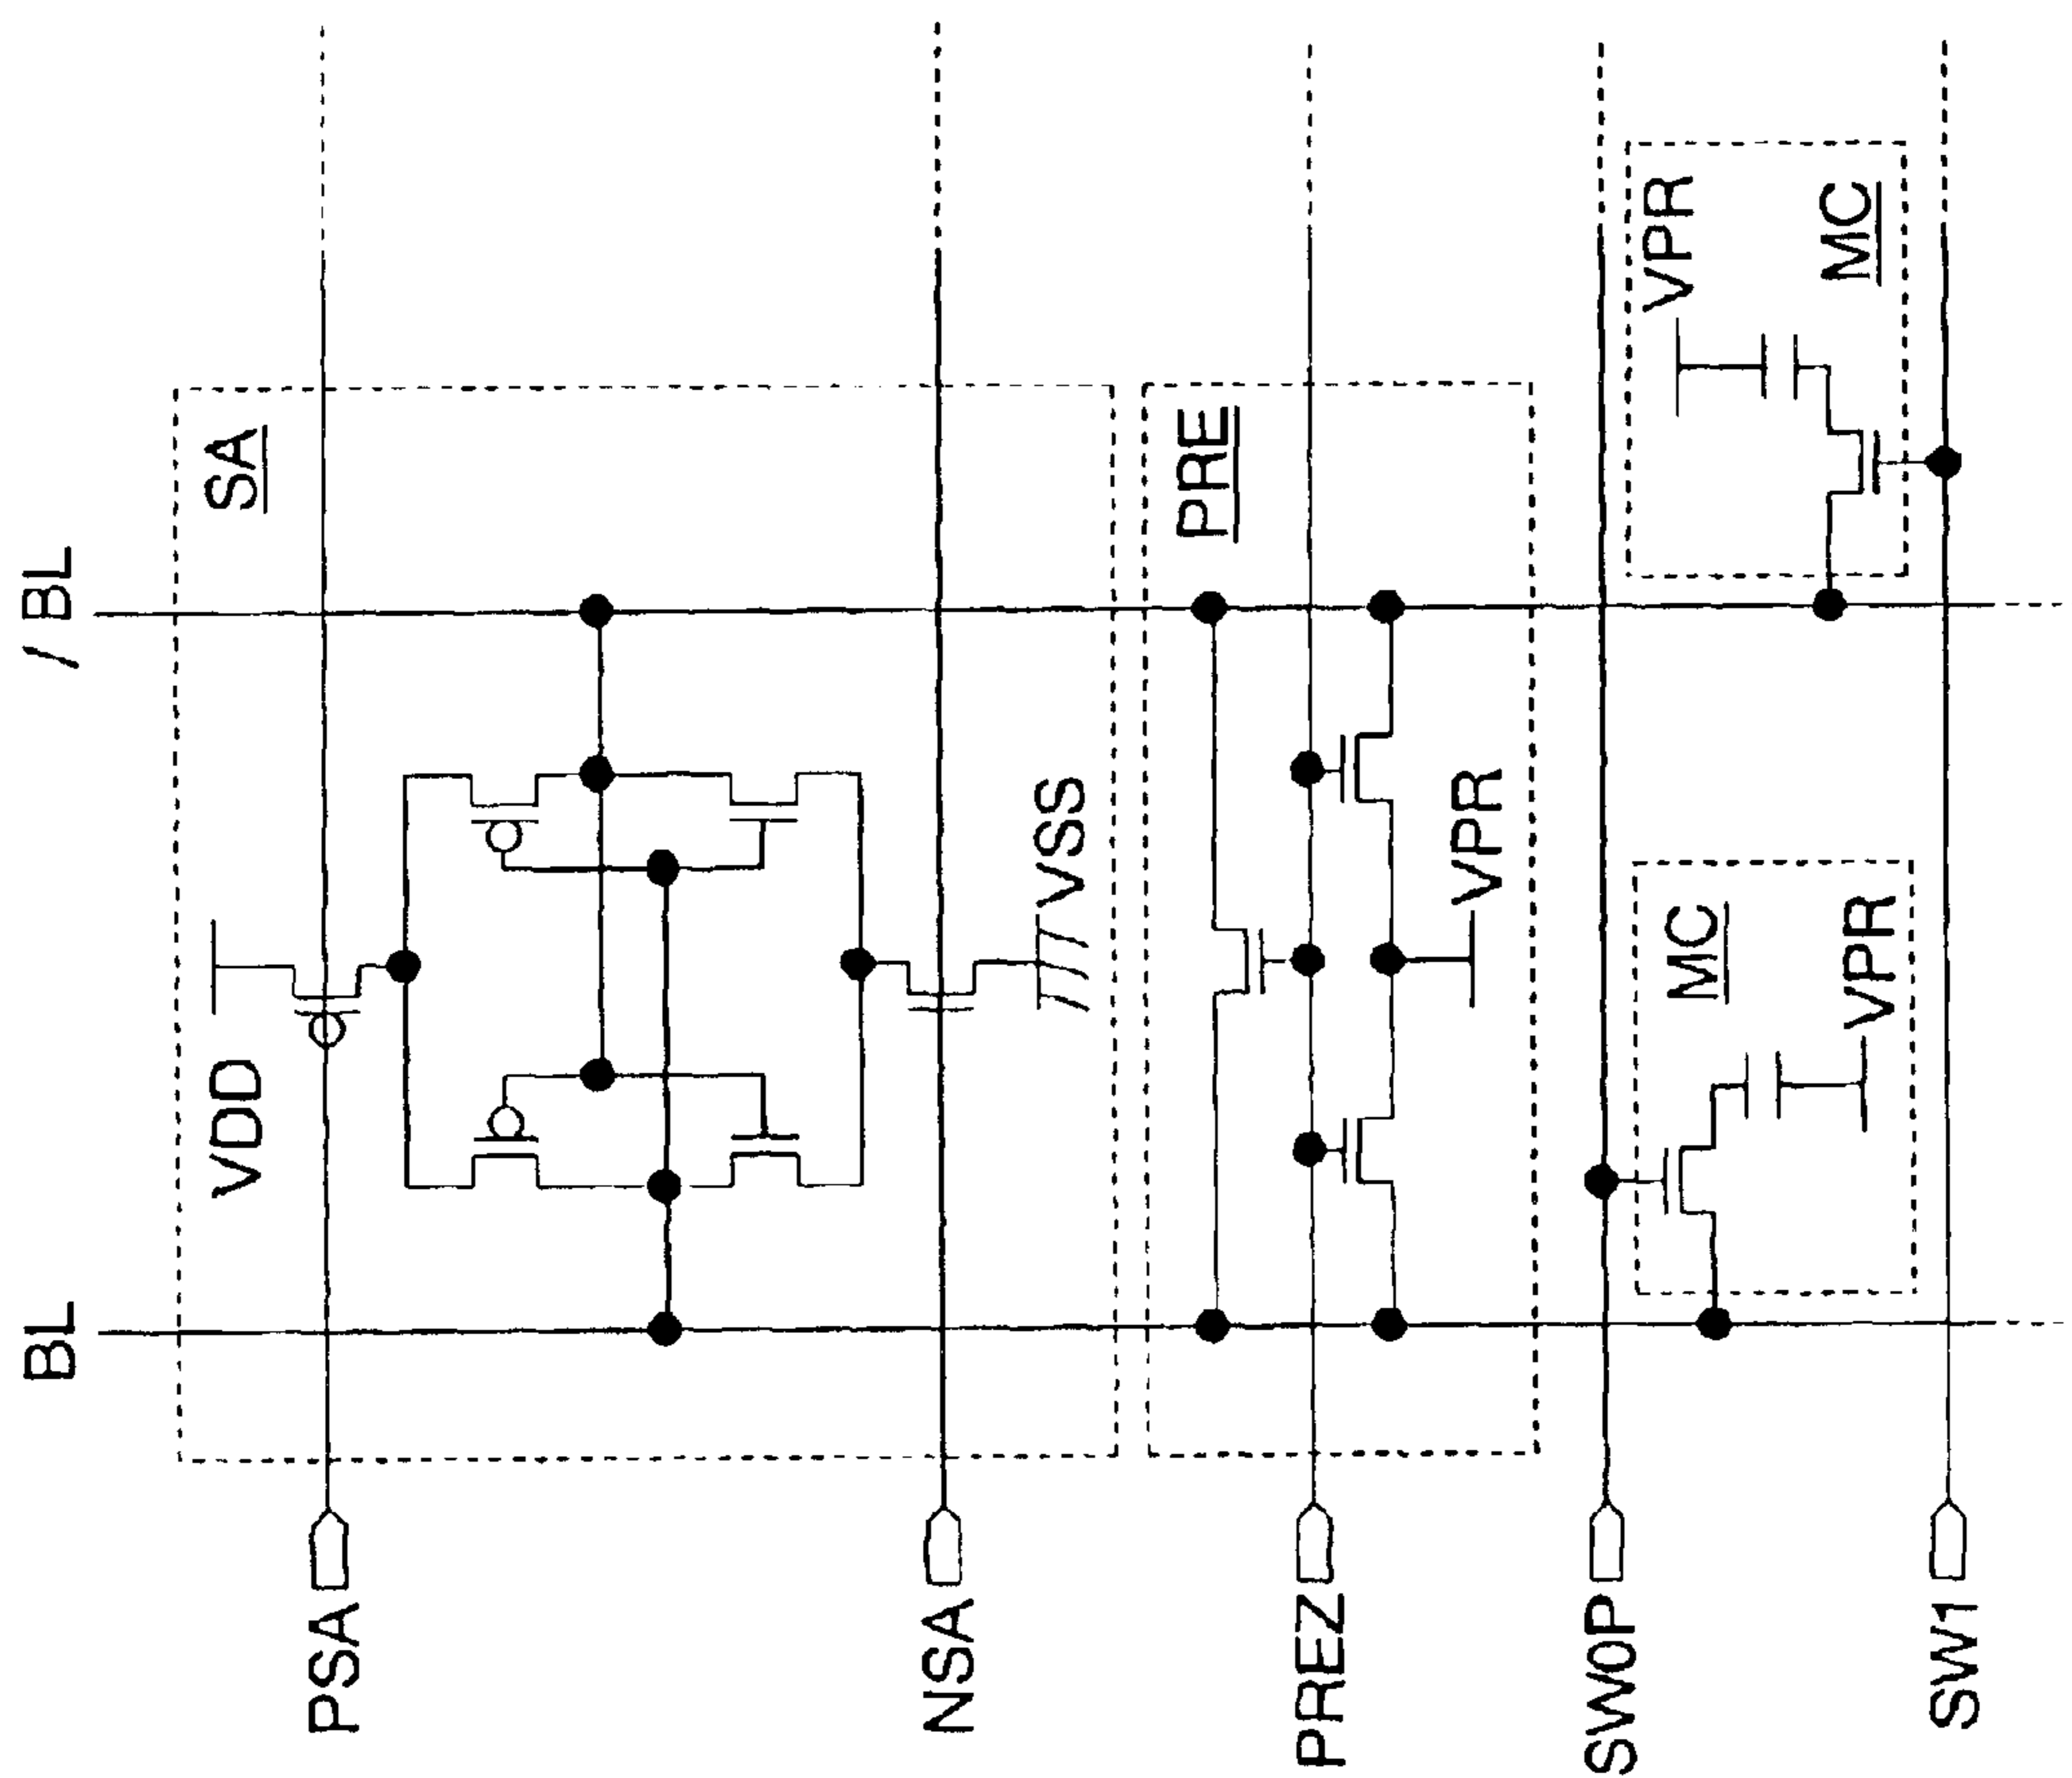 BL
/ BL
SA
VDD
PSA
VSS
NSA
PRE
PREZ
VPR
SW0P
MC
VPR
VPR
MC
SW1